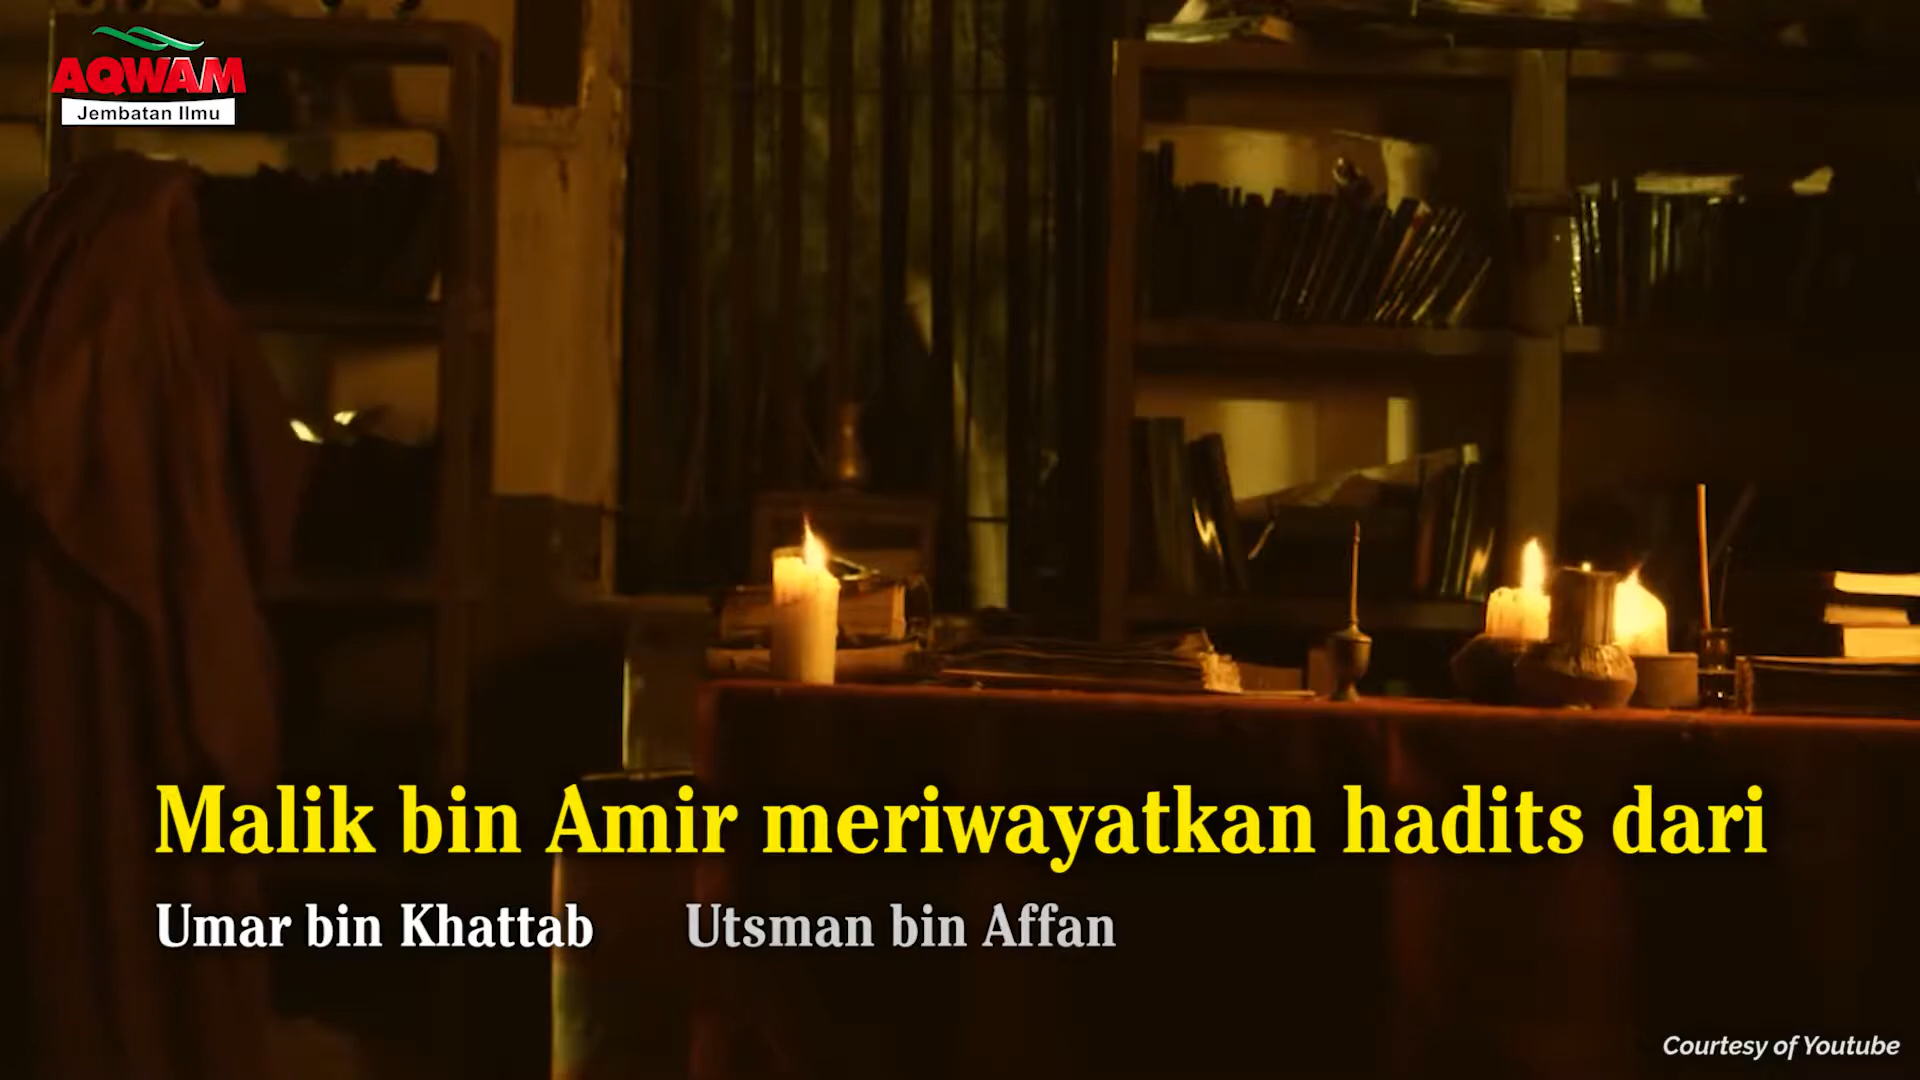 AQWAM
Jembatan Ilmu
Malik bin Amir meriwayatkan hadits dari
Umar bin Khattab Utsman bin Affan
Courtesy of Youtube